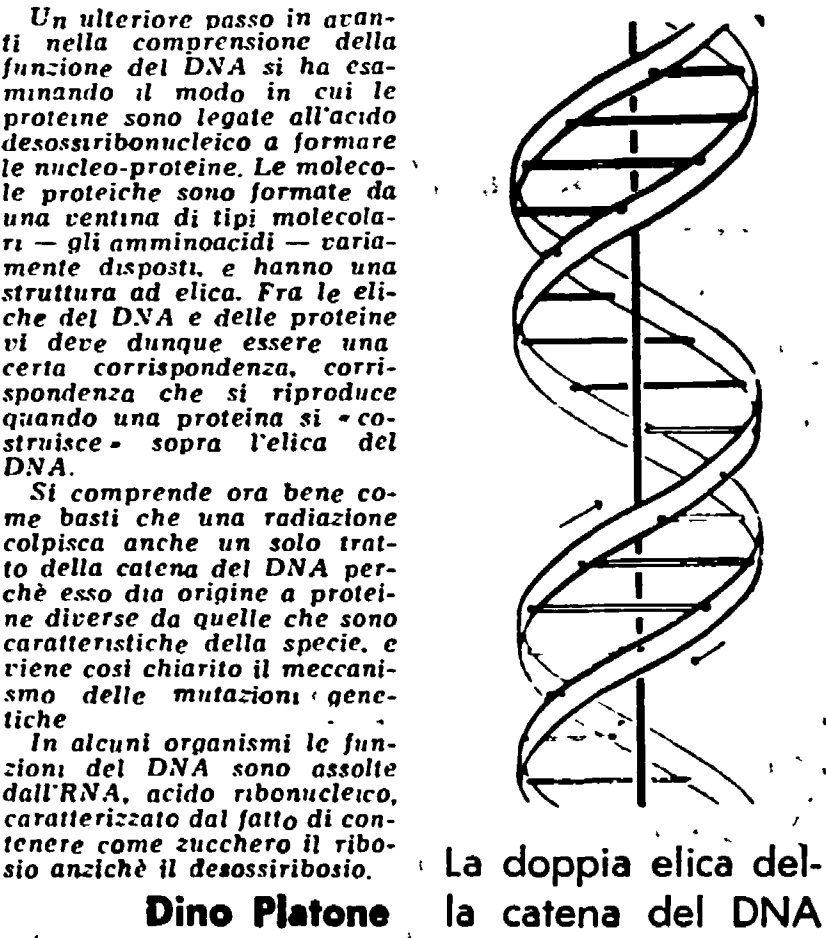 Un ulteriore passo in avan-
ti nella comprensione della
funzione del DNA si ha esa-
minando il modo in cui le
proteine sono legate all'acido
desossiribonucleico a formare
le nucleo-proteine. Le moleco-
le proteiche sono formate da
una ventina di tipi molecola-
ri — gli amminoacidi — varia-
mente disposti, e hanno una
struttura ad elica. Fra le eli-
che del DNA e delle proteine
vi deve dunque essere una
certa corrispondenza, corri-
spondenza che si riproduce
quando una proteina si « co-
struisce » sopra l'elica del
DNA.
Si comprende ora bene co-
me basti che una radiazione
colpisca anche un solo trat-
to della catena del DNA per-
chè esso dia origine a protei-
ne diverse da quelle che sono
caratteristiche della specie, e
viene così chiarito il meccani-
smo delle mutazioni gene-
tiche
In alcuni organismi le fun-
zioni del DNA sono assolte
dall'RNA, acido ribonucleico,
caratterizzato dal fatto di con-
tenere come zucchero il ribo-
sio anzichè il desossiribosio.
Dino Platone
La doppia elica del-
la catena del DNA